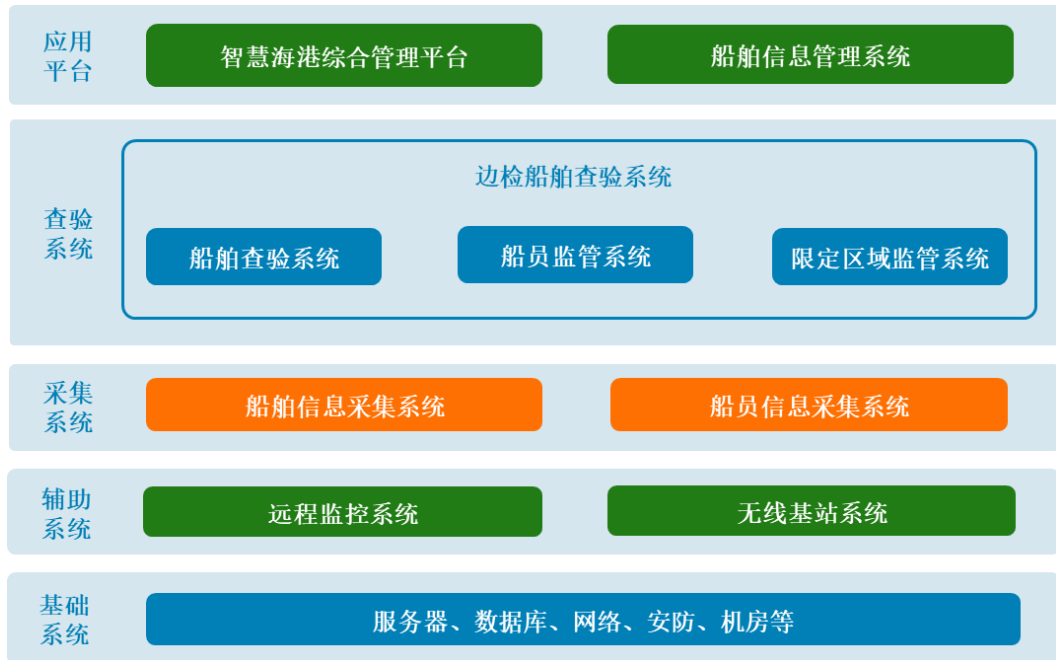 应用
平台
智慧海港综合管理平台
船舶信息管理系统
查验
系统
边检船舶查验系统
船舶查验系统
船员监管系统
限定区域监管系统
采集
系统
船舶信息采集系统
船员信息采集系统
辅助
系统
远程监控系统
无线基站系统
基础
系统
服务器、数据库、网络、安防、机房等